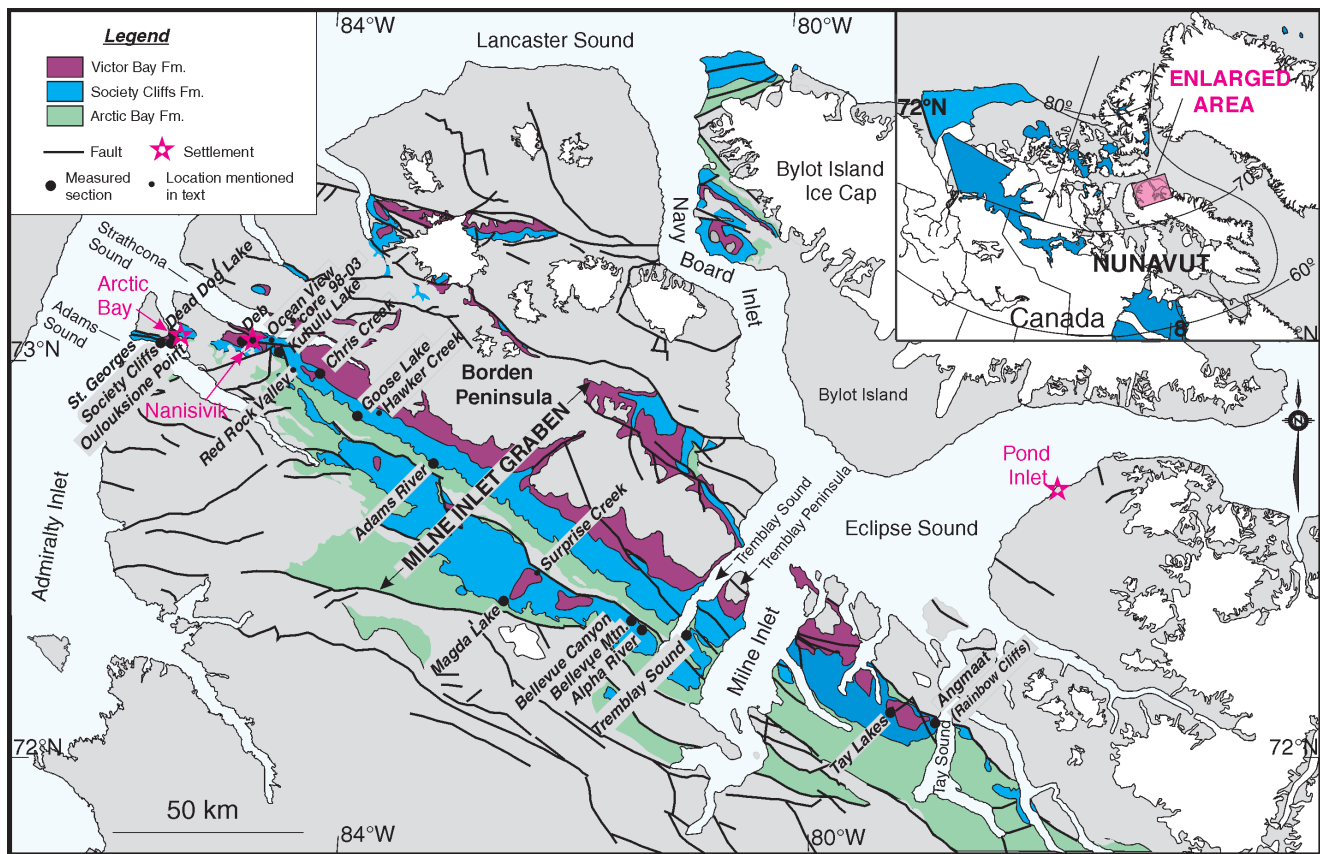 Legend
Victor Bay Fm.
Society Cliffs Fm.
Arctic Bay Fm.
Fault
Settlement
Measured
section
Location mentioned
in text
84°W
80°W
Lancaster Sound
Bylot Island
Ice Cap
Navy
Board
Inlet
ENLARGED
AREA
72°N
80°
70°
60°
NUNAVUT
Canada
8
°N
Strathcona
Sound
Arctic
Bay
Adams
Sound
73°N
Dead Dog Lake
St. Georges
Society Cliffs
Oulouksione Point
Nanisivik
Deb
Ocean View
core 98-03
Kuhulu Lake
Chris Creek
Red Rock Valley
Goose Lake
Hawker Creek
Borden
Peninsula
Bylot Island
MILNE INLET GRABEN
Adams River
Surprise Creek
Admiralty Inlet
Tremblay Sound
Tremblay Peninsula
Eclipse Sound
Pond
Inlet
Magda Lake
Bellevue Canyon
Bellevue Mtn.
Alpha River
Tremblay Sound
Milne Inlet
Tay Lakes
Tay Sound
Angmaat
(Rainbow Cliffs)
72°N
72°N
50 km
84°W
80°W
N